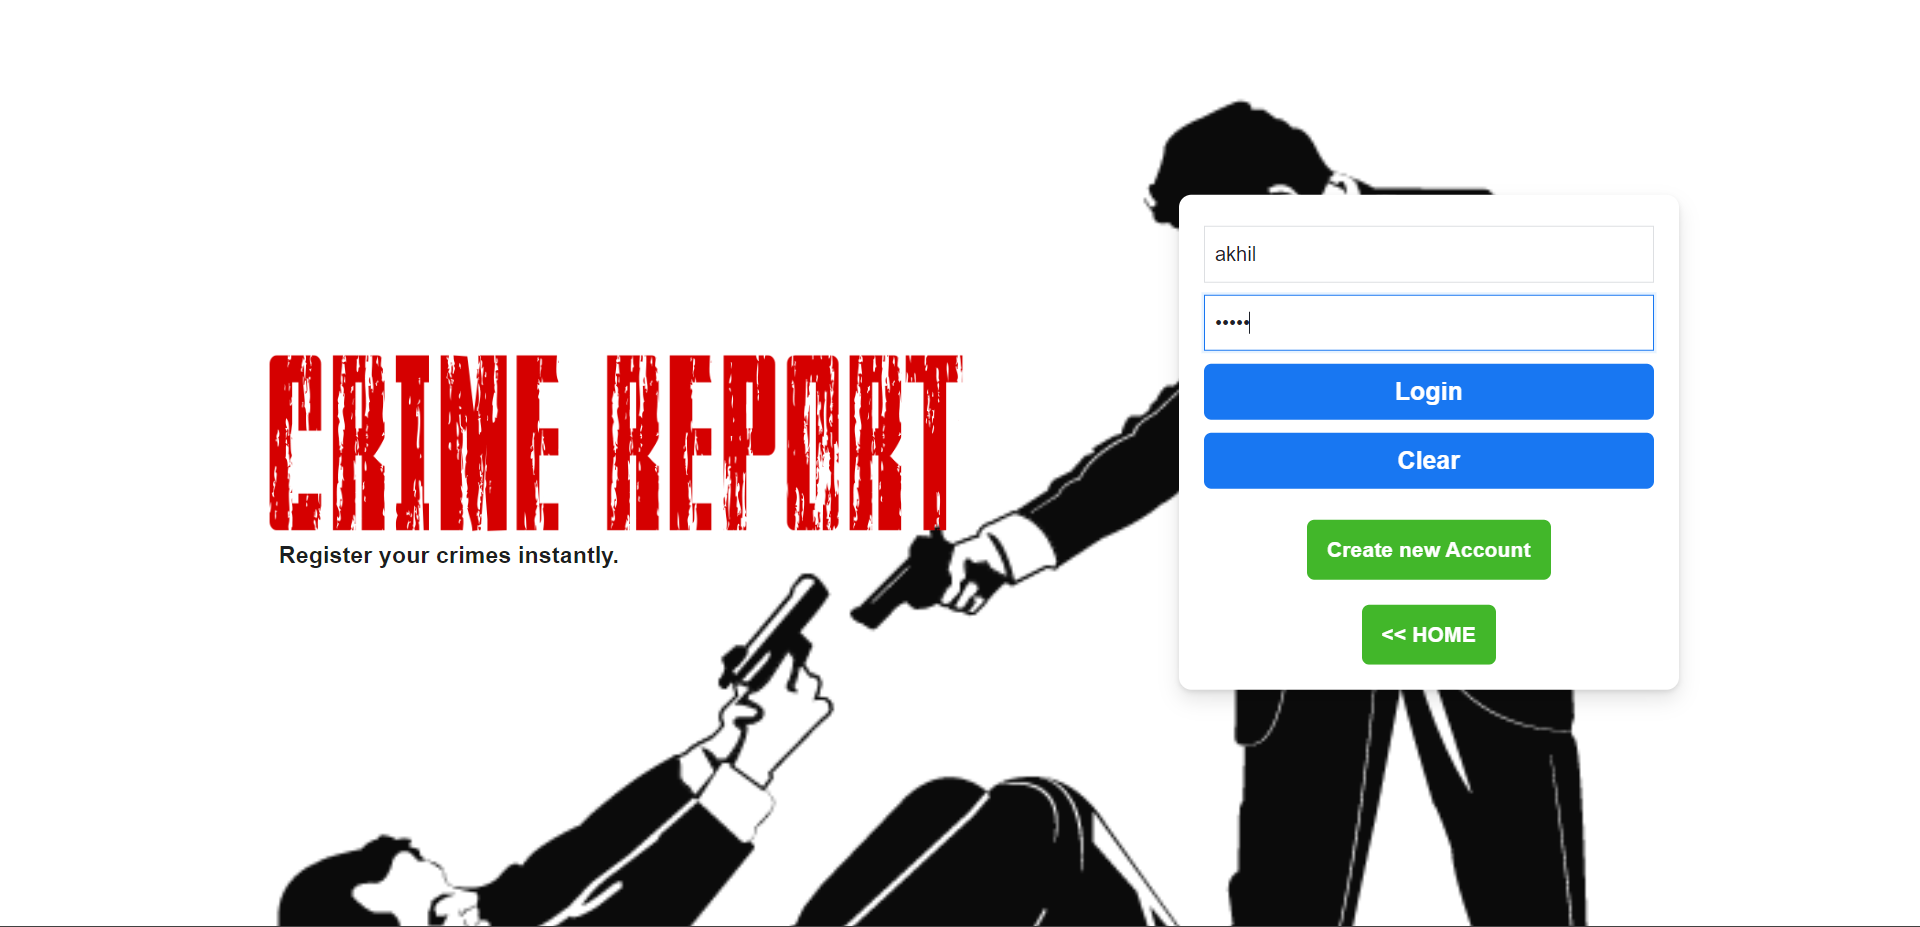 CRIME REPORT
Register your crimes instantly.
akhil
•••••
Login
Clear
Create new Account
<< HOME